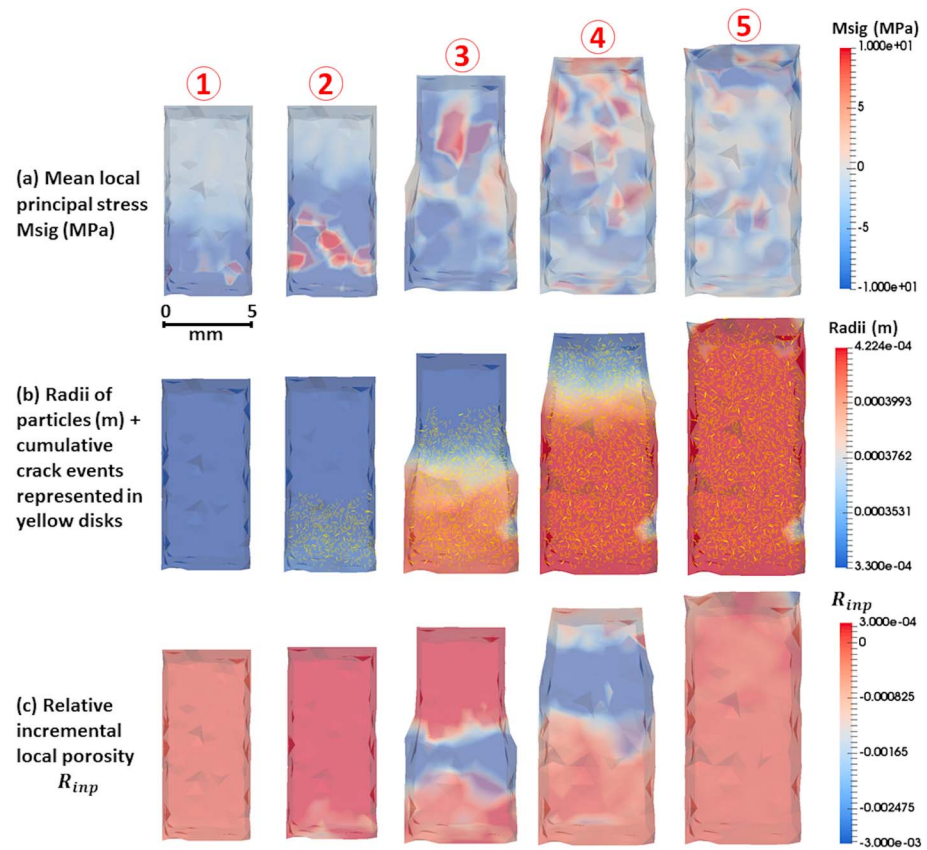 Msig (MPa)
1 2 3 4 5
1.000e+01
5
0
-5
-1.000e+01
(a) Mean local
principal stress
Msig (MPa)
0 5
mm
Radii (m)
4.224e-04
0.0003993
0.0003762
0.0003531
3.300e-04
(b) Radii of
particles (m) +
cumulative
crack events
represented in
yellow disks
R_inp
3.000e-04
0
-0.000825
-0.00165
-0.002475
-3.000e-03
(c) Relative
incremental
local porosity
R_inp